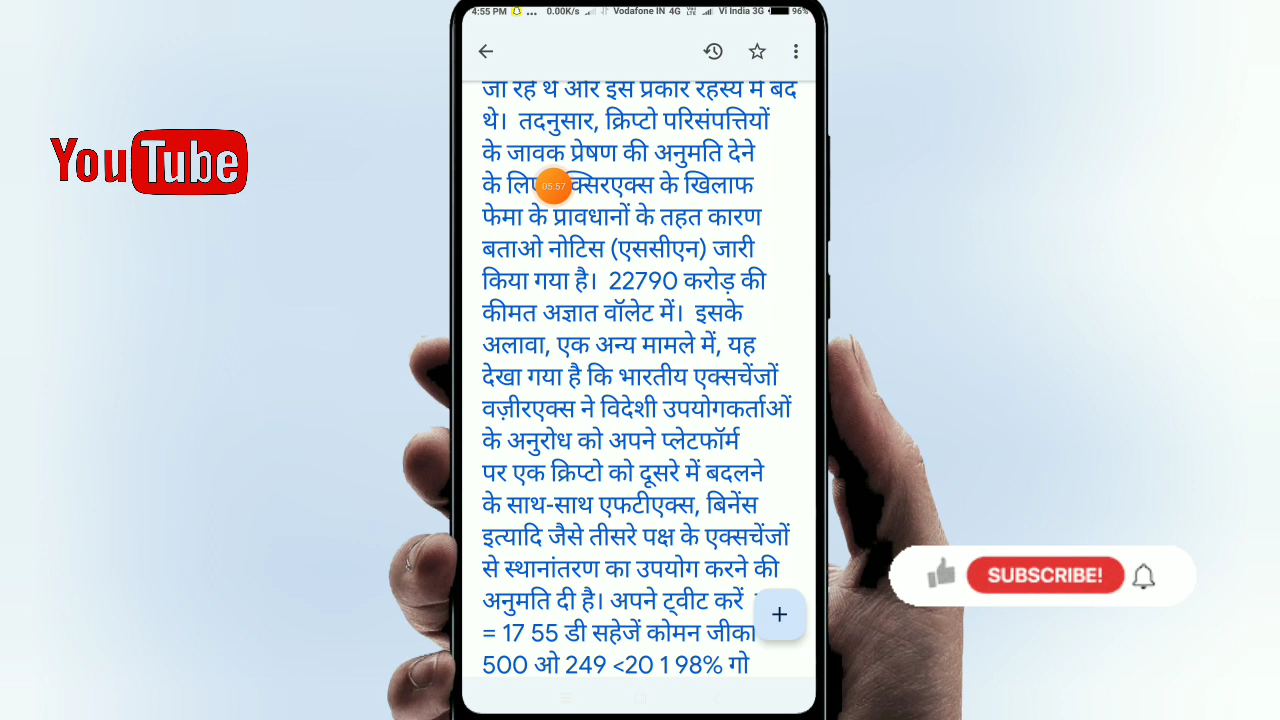 4:55 PM ... 0.00K/s Vodafone IN 4G Vi India 3G 96%
YouTube
जा रहे थे और इस प्रकार रहस्य में बंद
थे। तदनुसार, क्रिप्टो परिसंपत्तियों
के जावक प्रेषण की अनुमति देने
05:57
के खिलाफ
फेमा के प्रावधानों के तहत कारण
बताओ नोटिस (एससीएन) जारी
किया गया है। 22790 करोड़ की
कीमत अज्ञात वॉलेट में। इसके
अलावा, एक अन्य मामले में, यह
देखा गया है कि भारतीय एक्सचेंजों
वज़ीरएक्स ने विदेशी उपयोगकर्ताओं
के अनुरोध को अपने प्लेटफॉर्म
पर एक क्रिप्टो को दूसरे में बदलने
के साथ-साथ एफटीएक्स, बिनेंस
इत्यादि जैसे तीसरे पक्ष के एक्सचेंजों
से स्थानांतरण का उपयोग करने की
SUBSCRIBE!
अनुमति दी है। अपने ट्वीट करें
= 17 55 डी सहेजें कोमन जीका
500 ओ 249 <20 1 98% गो